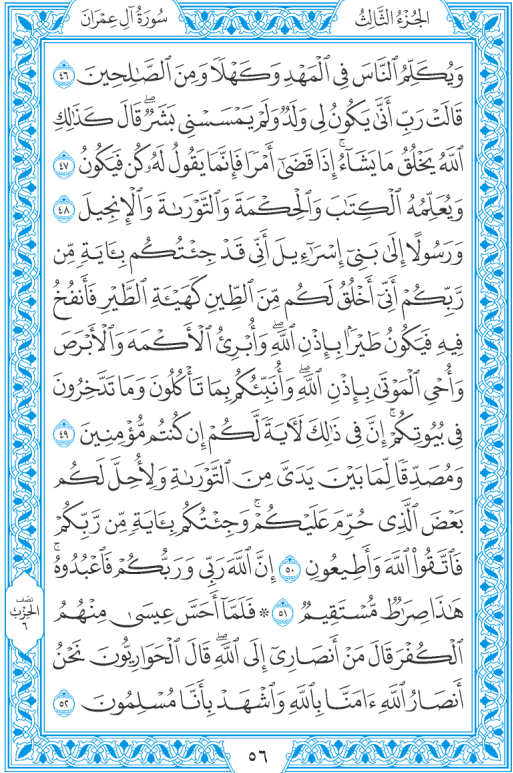 سُورَةُ آلِ عِمْرَانَ
الجُزْءُ الثَّالِثُ
وَيُكَلِّمُ ٱلنَّاسَ فِي ٱلْمَهْدِ وَكَهْلًا وَمِنَ ٱلصَّـٰلِحِينَ ٤٦
قَالَتْ رَبِّ أَنَّىٰ يَكُونُ لِي وَلَدٌ وَلَمْ يَمْسَسْنِي بَشَرٌۖ قَالَ كَذَٰلِكِ
ٱللَّهُ يَخْلُقُ مَا يَشَآءُۚ إِذَا قَضَىٰٓ أَمْرًا فَإِنَّمَا يَقُولُ لَهُۥ كُن فَيَكُونُ ٤٧
وَيُعَلِّمُهُ ٱلْكِتَـٰبَ وَٱلْحِكْمَةَ وَٱلتَّوْرَىٰةَ وَٱلْإِنجِيلَ ٤٨
وَرَسُولًا إِلَىٰ بَنِىٓ إِسْرَٰٓءِيلَ أَنِّى قَدْ جِئْتُكُم بِـَٔايَةٍ مِّن
رَّبِّكُمْ أَنِّىٓ أَخْلُقُ لَكُم مِّنَ ٱلطِّينِ كَهَيْـَٔةِ ٱلطَّيْرِ فَأَنفُخُ
فِيهِ فَيَكُونُ طَيْرًۢا بِإِذْنِ ٱللَّهِۖ وَأُبْرِئُ ٱلْأَكْمَهَ وَٱلْأَبْرَصَ
وَأُحْىِ ٱلْمَوْتَىٰ بِإِذْنِ ٱللَّهِۖ وَأُنَبِّئُكُم بِمَا تَأْكُلُونَ وَمَا تَدَّخِرُونَ
فِى بُيُوتِكُمْۚ إِنَّ فِى ذَٰلِكَ لَـَٔايَةً لَّكُمْ إِن كُنتُم مُّؤْمِنِينَ ٤٩
وَمُصَدِّقًا لِّمَا بَيْنَ يَدَىَّ مِنَ ٱلتَّوْرَىٰةِ وَلِأُحِلَّ لَكُم
بَعْضَ ٱلَّذِى حُرِّمَ عَلَيْكُمْۚ وَجِئْتُكُم بِـَٔايَةٍ مِّن رَّبِّكُمْ
فَٱتَّقُوا۟ ٱللَّهَ وَأَطِيعُونِ ٥٠ إِنَّ ٱللَّهَ رَبِّى وَرَبُّكُمْ فَٱعْبُدُوهُۚ
هَـٰذَا صِرَٰطٌ مُّسْتَقِيمٌ ٥١ ۞ فَلَمَّآ أَحَسَّ عِيسَىٰ مِنْهُمُ
ٱلْكُفْرَ قَالَ مَنْ أَنصَارِىٓ إِلَى ٱللَّهِۖ قَالَ ٱلْحَوَارِيُّونَ نَحْنُ
أَنصَارُ ٱللَّهِ ءَامَنَّا بِٱللَّهِ وَٱشْهَدْ بِأَنَّا مُسْلِمُونَ ٥٢
نصف
الحزب
٦
٥٦